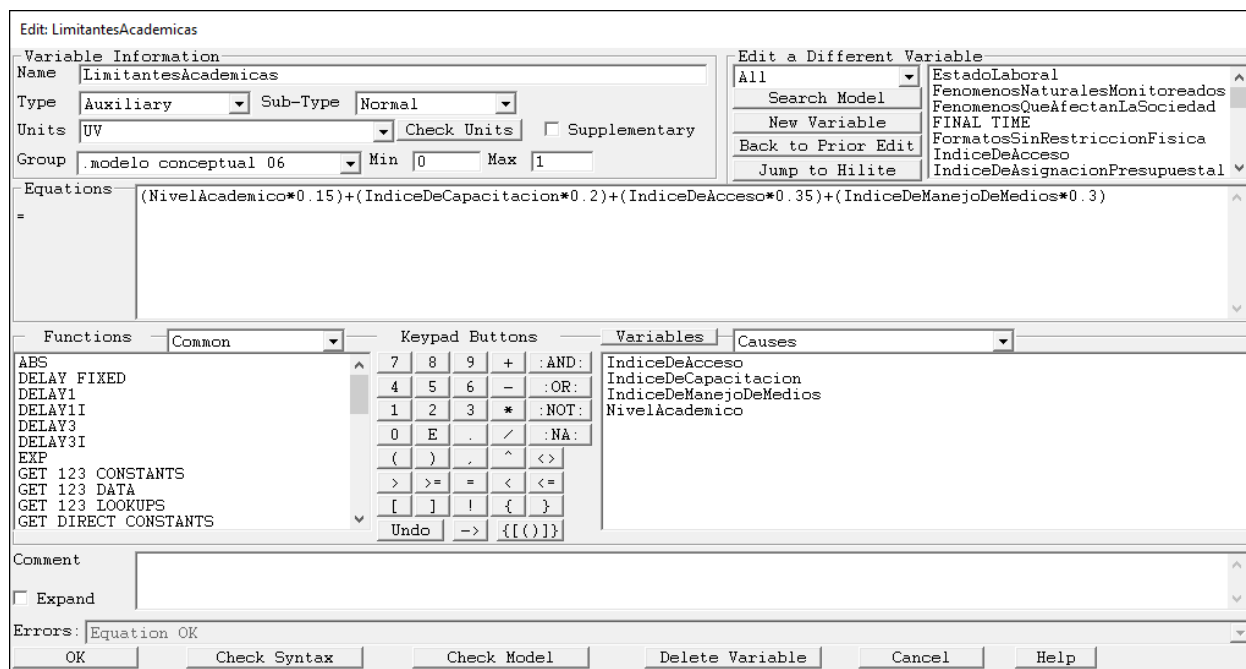 Edit: LimitantesAcademicas
Variable Information
Name LimitantesAcademicas
Type Auxiliary Sub-Type Normal
Units UV Check Units Supplementary
Group .modelo conceptual 06 Min 0 Max 1
Edit a Different Variable
All
Search Model
New Variable
Back to Prior Edit
Jump to Hilite
EstadoLaboral
FenomenosNaturalesMonitoreados
FenomenosQueAfectanLaSociedad
FINAL TIME
FormatosSinRestriccionFisica
IndiceDeAcceso
IndiceDeAsignacionPresupuestal
Equations
=
(NivelAcademico*0.15)+(IndiceDeCapacitacion*0.2)+(IndiceDeAcceso*0.35)+(IndiceDeManejoDeMedios*0.3)
Functions Common
ABS
DELAY FIXED
DELAY1
DELAY1I
DELAY3
DELAY3I
EXP
GET 123 CONSTANTS
GET 123 DATA
GET 123 LOOKUPS
GET DIRECT CONSTANTS
Keypad Buttons
7 8 9 + :AND:
4 5 6 - :OR:
1 2 3 * :NOT:
0 E . / :NA:
( ) , ^ <>
> >= = < <=
[ ] ! { }
Undo -> {[()]}
Variables Causes
IndiceDeAcceso
IndiceDeCapacitacion
IndiceDeManejoDeMedios
NivelAcademico
Comment
Expand
Errors: Equation OK
OK Check Syntax Check Model Delete Variable Cancel Help